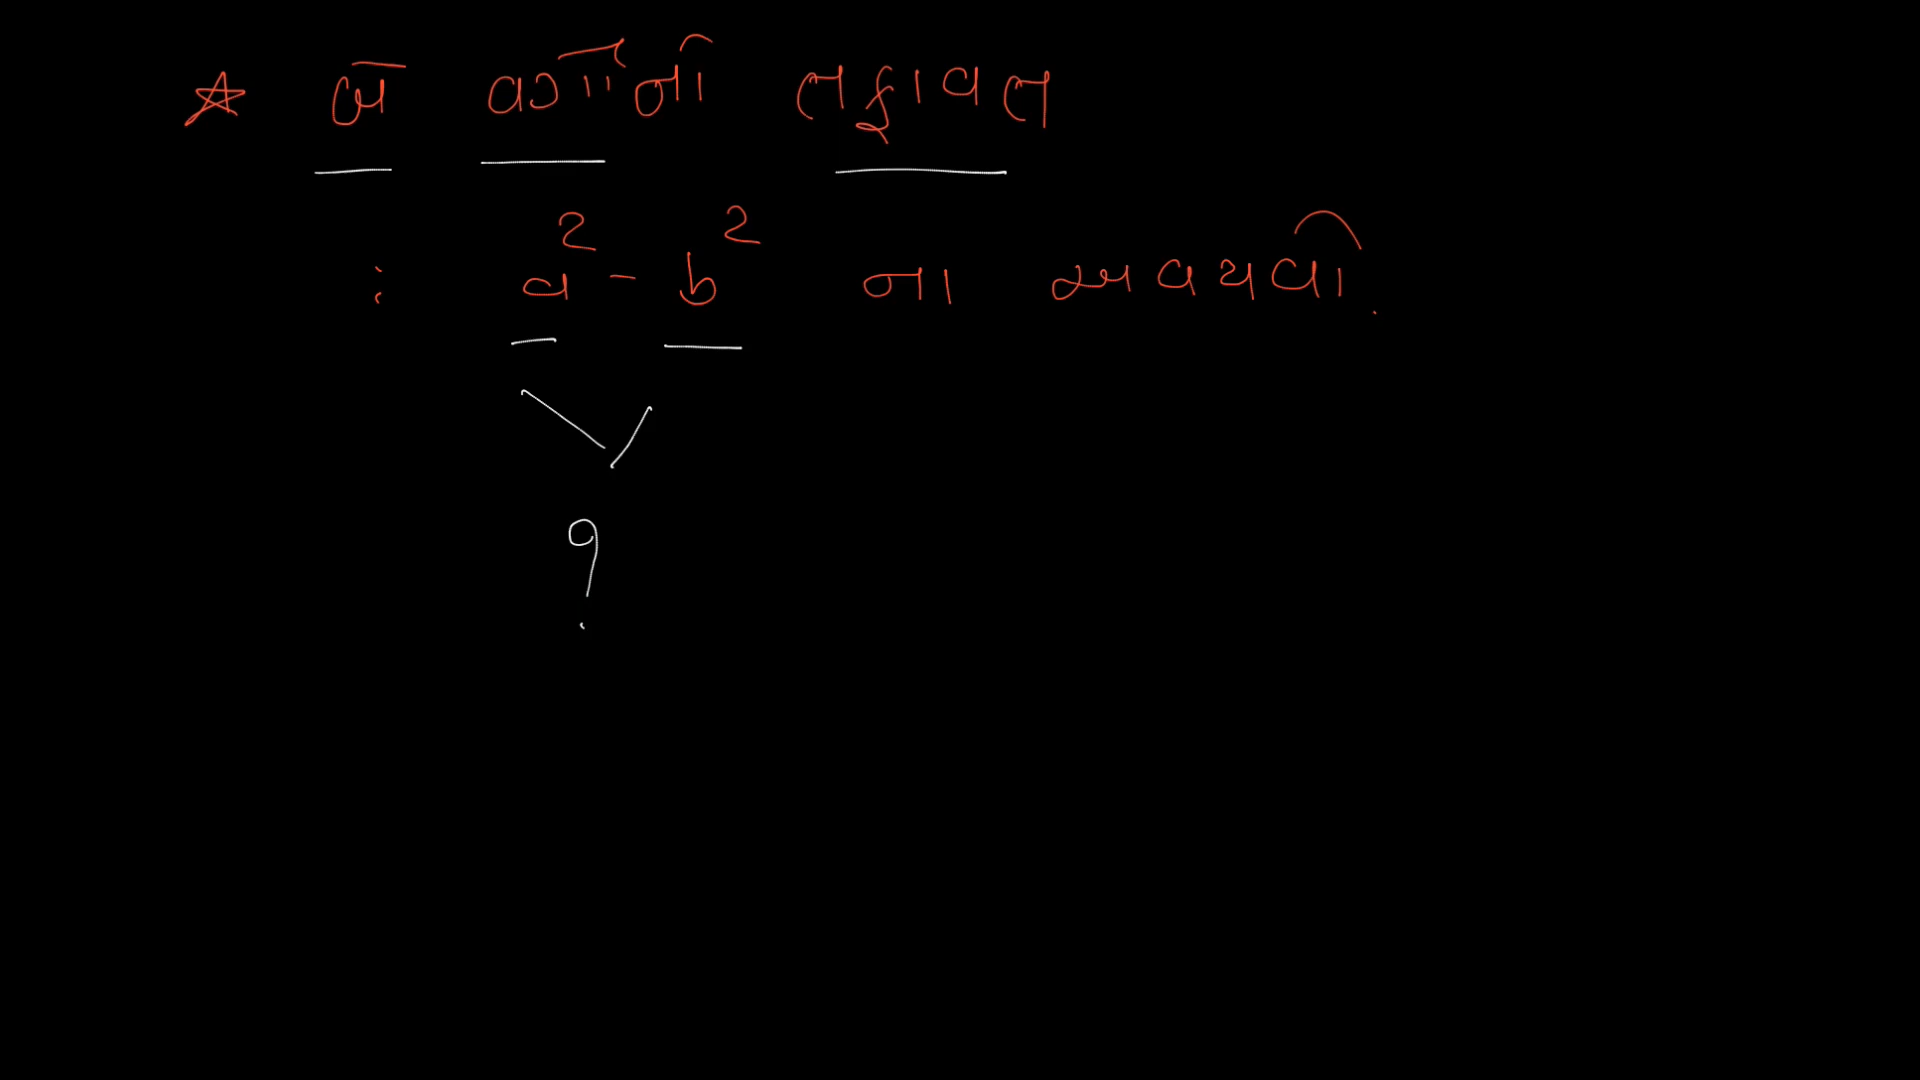 ☆ બે વર્ગોનો તફાવત
: a² - b² ના અવયવો.
?